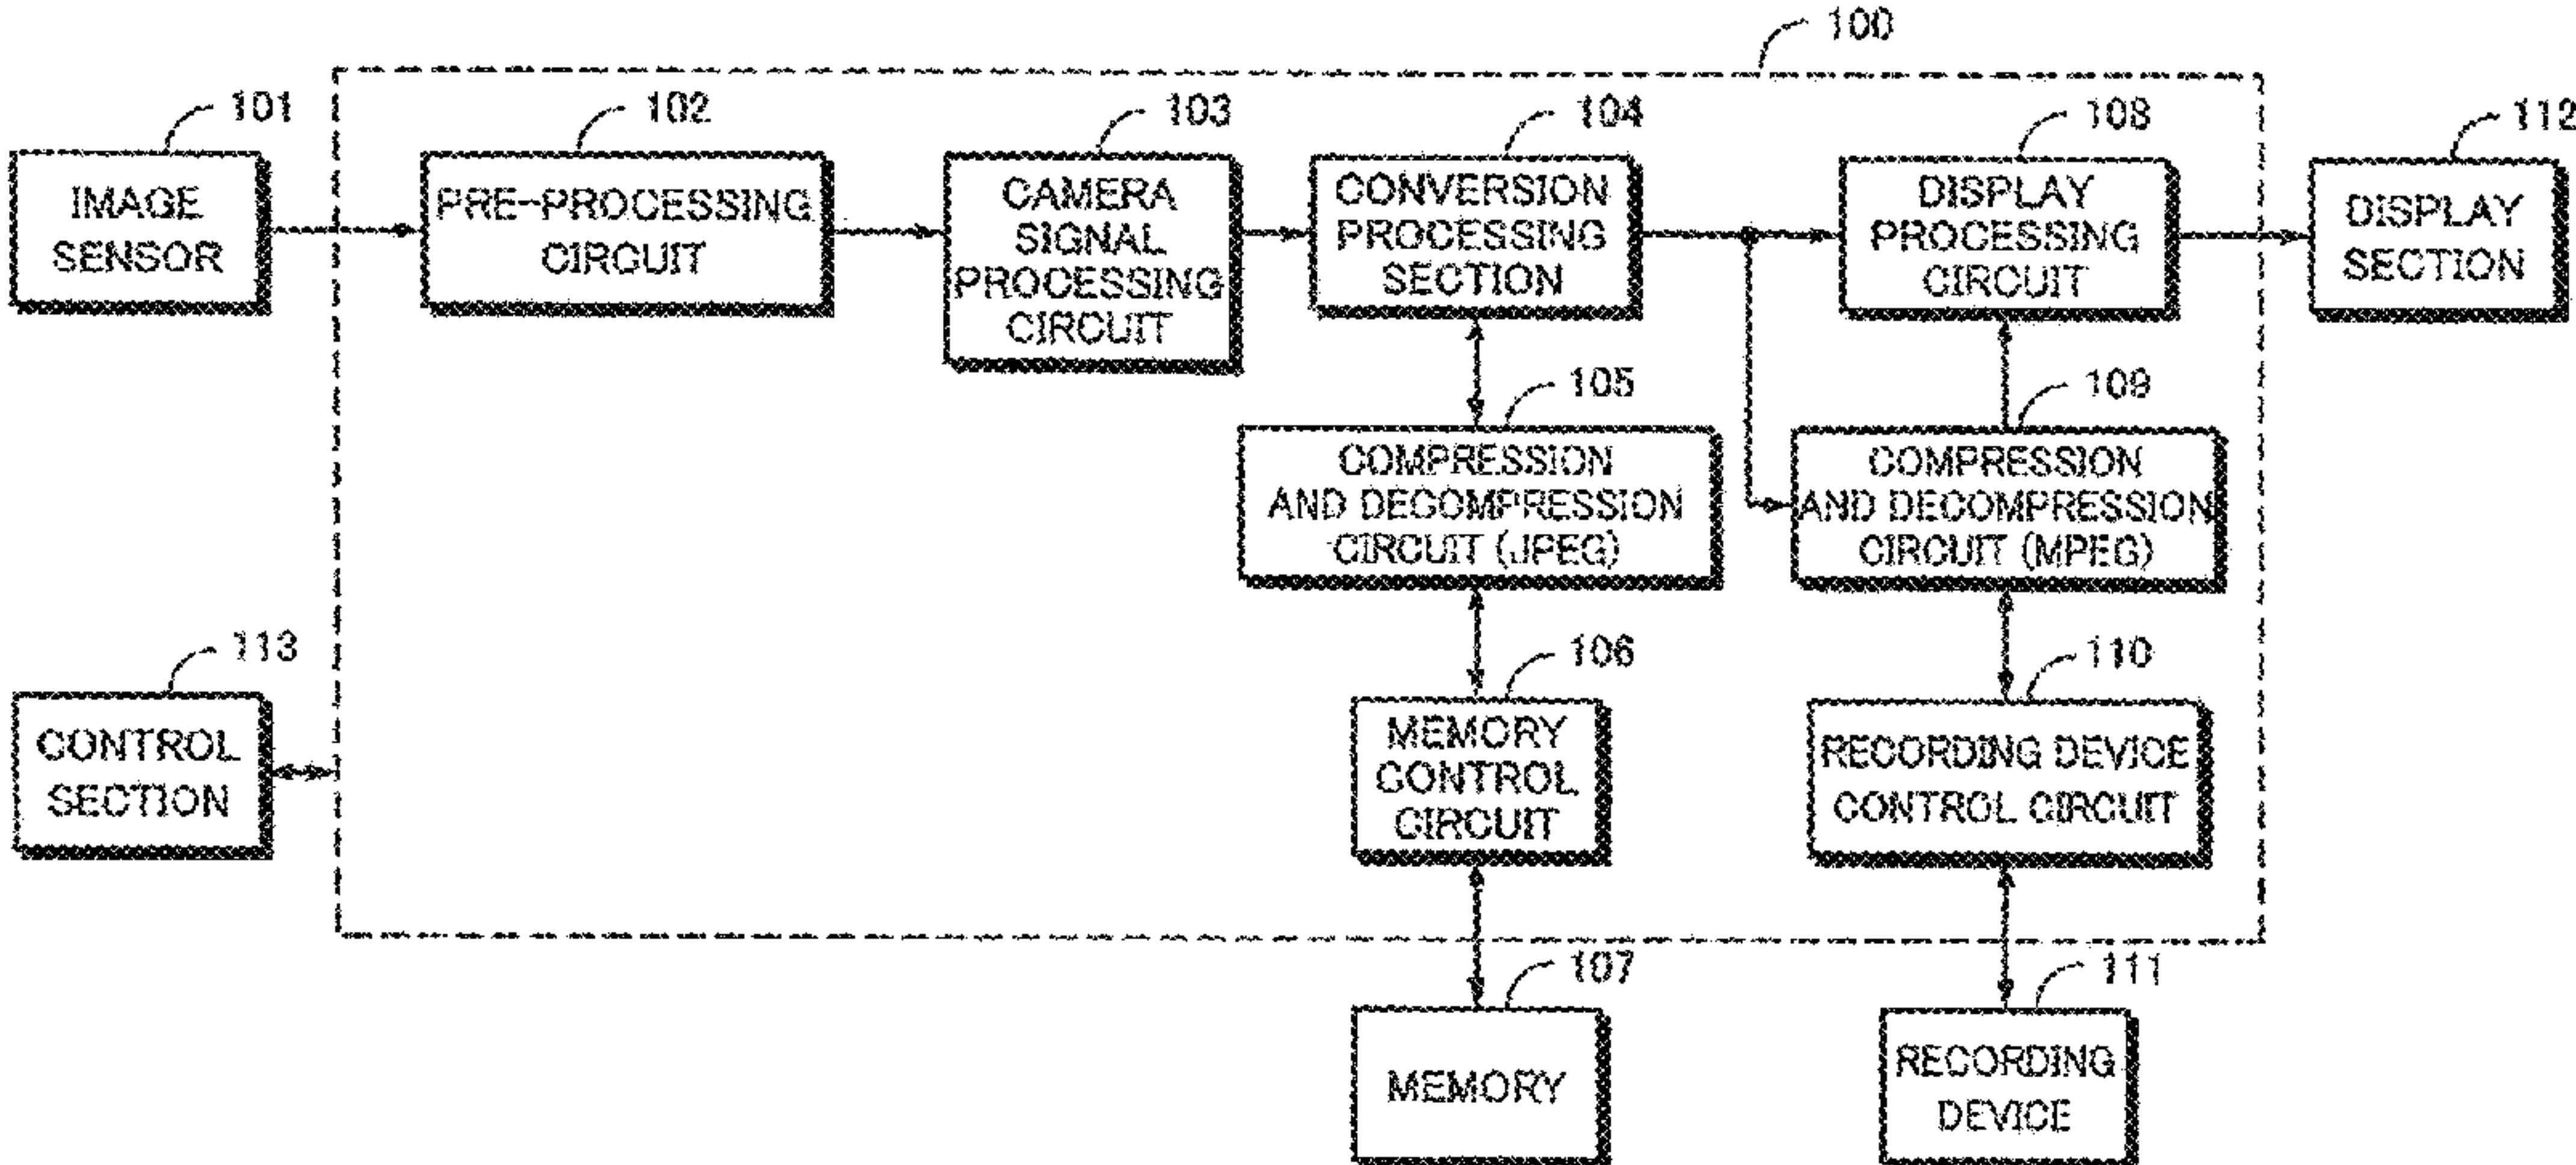 100
101
102
103
104
108
112
IMAGE
SENSOR
PRE-PROCESSING
CIRCUIT
CAMERA
SIGNAL
PROCESSING
CIRCUIT
CONVERSION
PROCESSING
SECTION
DISPLAY
PROCESSING
CIRCUIT
DISPLAY
SECTION
105
COMPRESSION
AND DECOMPRESSION
CIRCUIT (JPEG)
109
COMPRESSION
AND DECOMPRESSION
CIRCUIT (MPEG)
113
CONTROL
SECTION
106
MEMORY
CONTROL
CIRCUIT
110
RECORDING DEVICE
CONTROL CIRCUIT
107
MEMORY
111
RECORDING
DEVICE